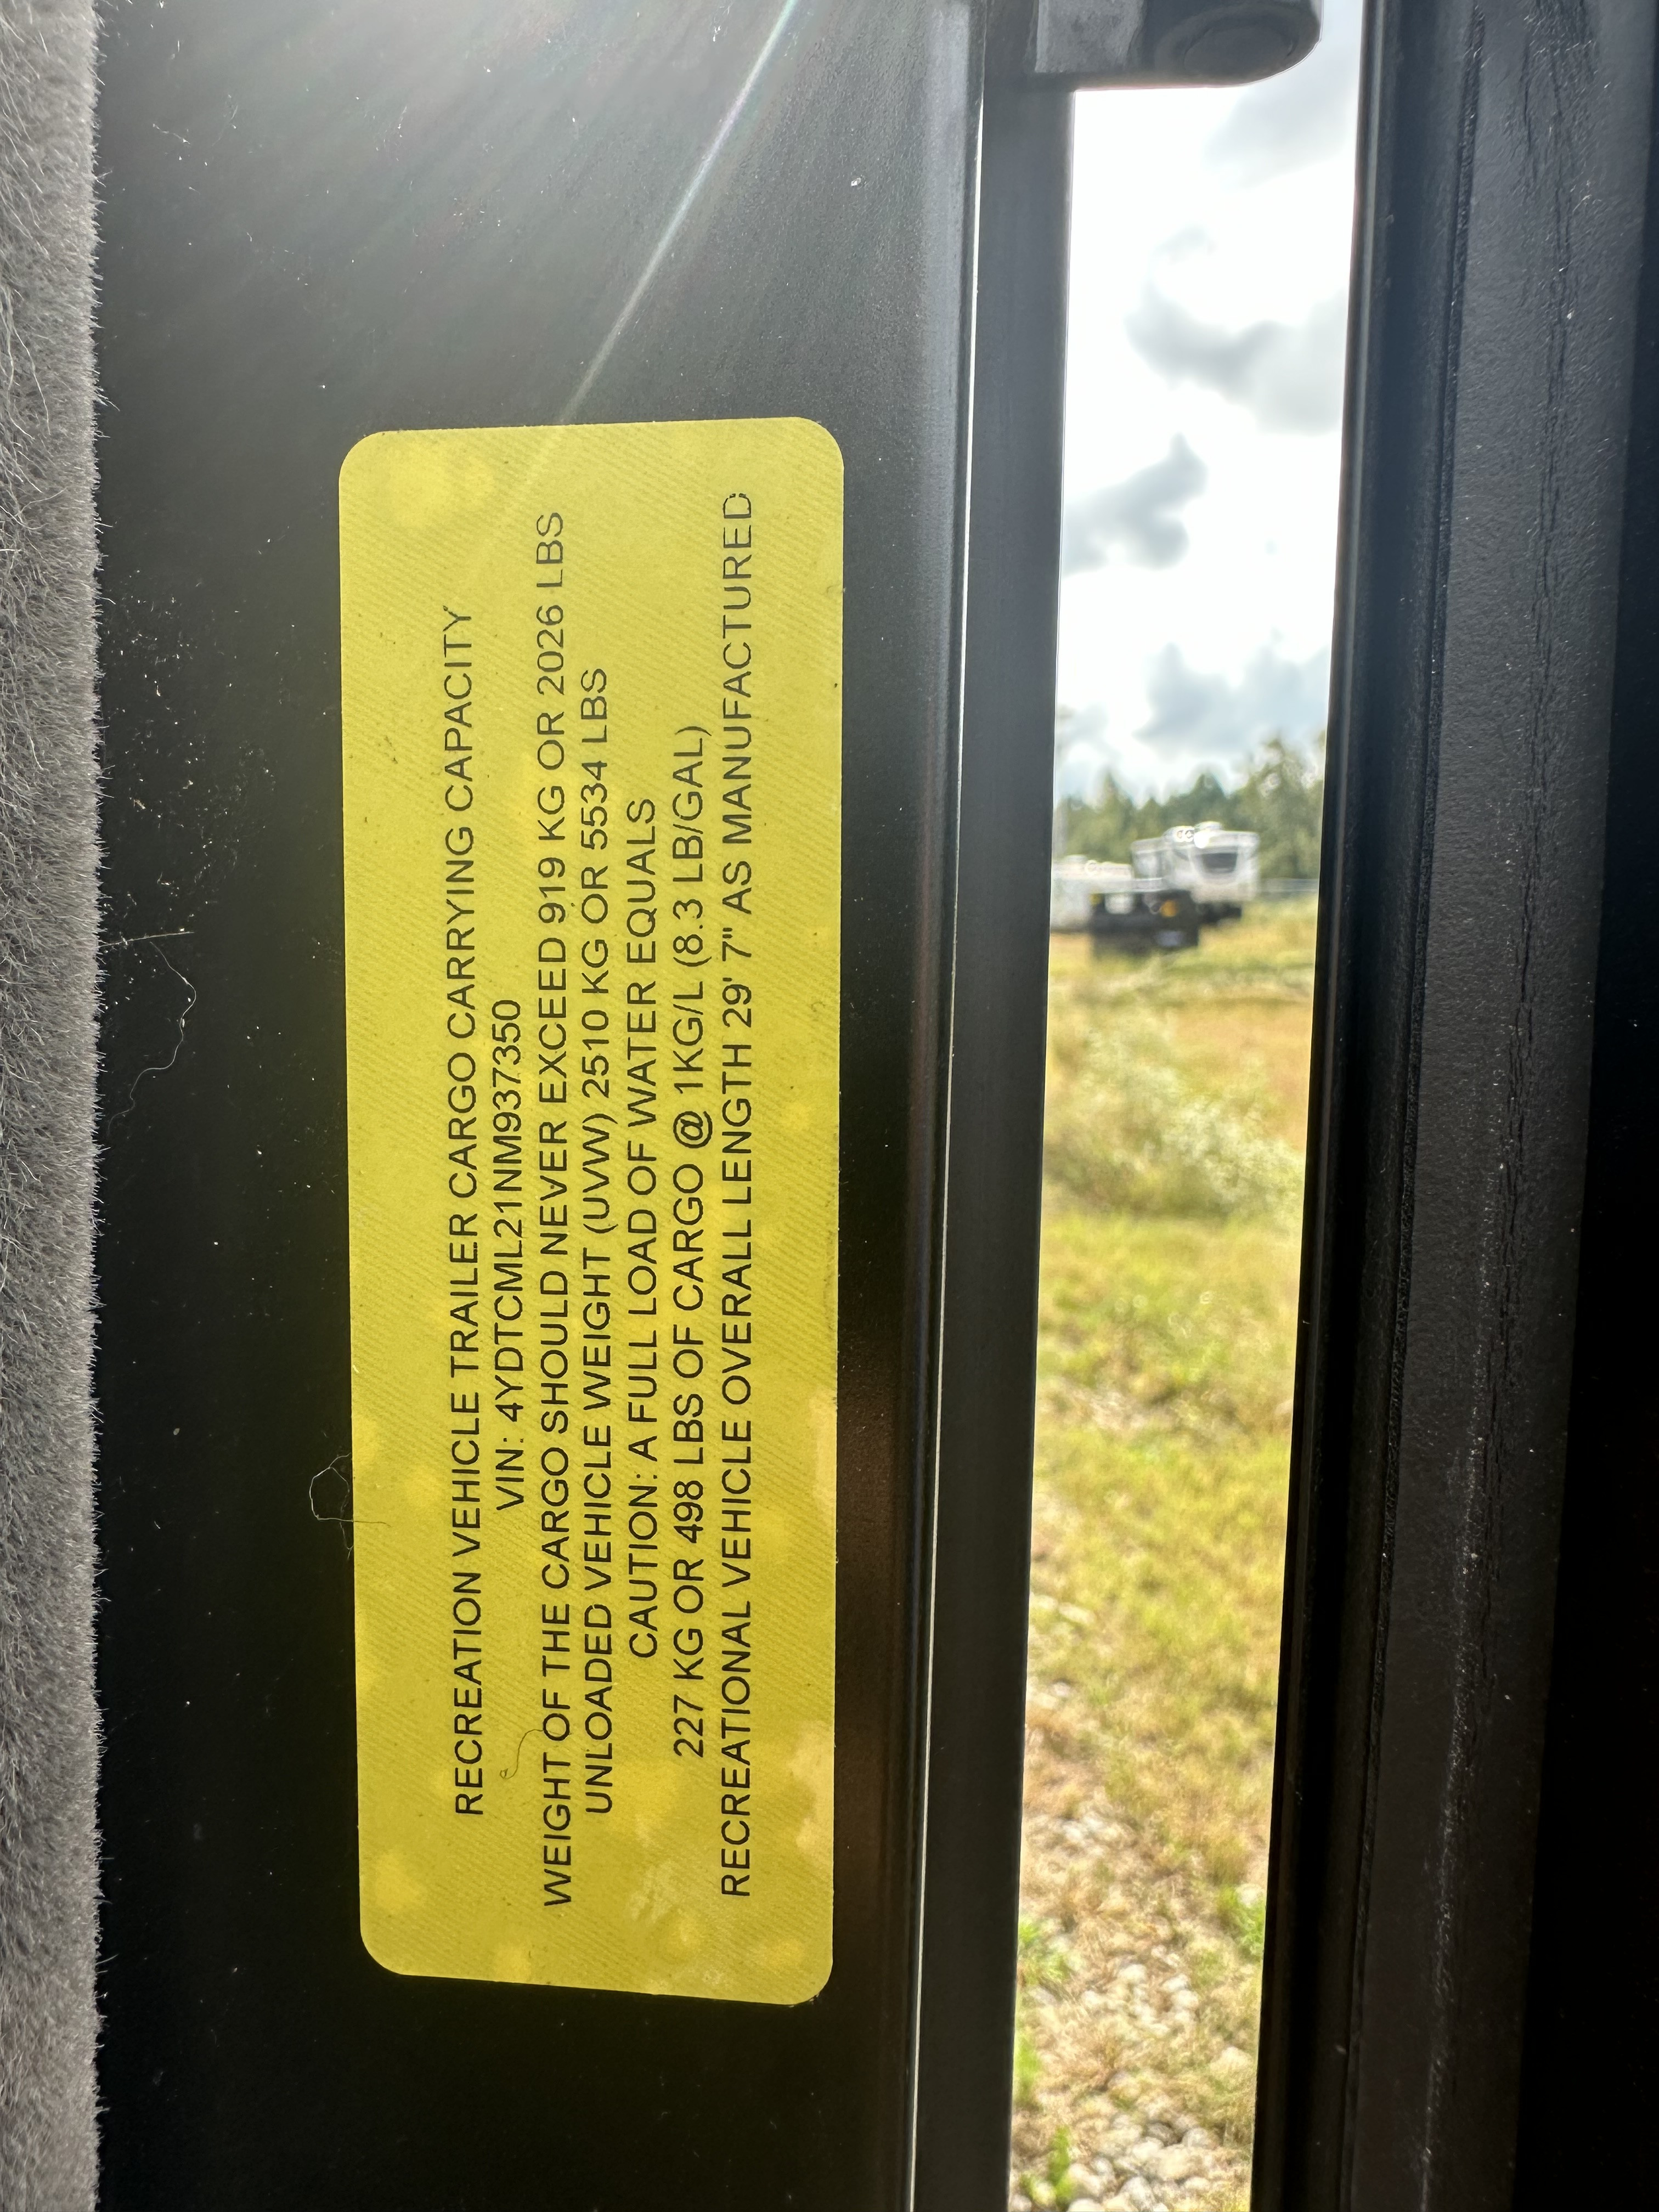 RECREATION VEHICLE TRAILER CARGO CARRYING CAPACITY
VIN: 4YDTCML21NM937350
WEIGHT OF THE CARGO SHOULD NEVER EXCEED 919 KG OR 2026 LBS
UNLOADED VEHICLE WEIGHT (UVW) 2510 KG OR 5534 LBS
CAUTION: A FULL LOAD OF WATER EQUALS
227 KG OR 498 LBS OF CARGO @ 1KG/L (8.3 LB/GAL)
RECREATIONAL VEHICLE OVERALL LENGTH 29' 7" AS MANUFACTURED